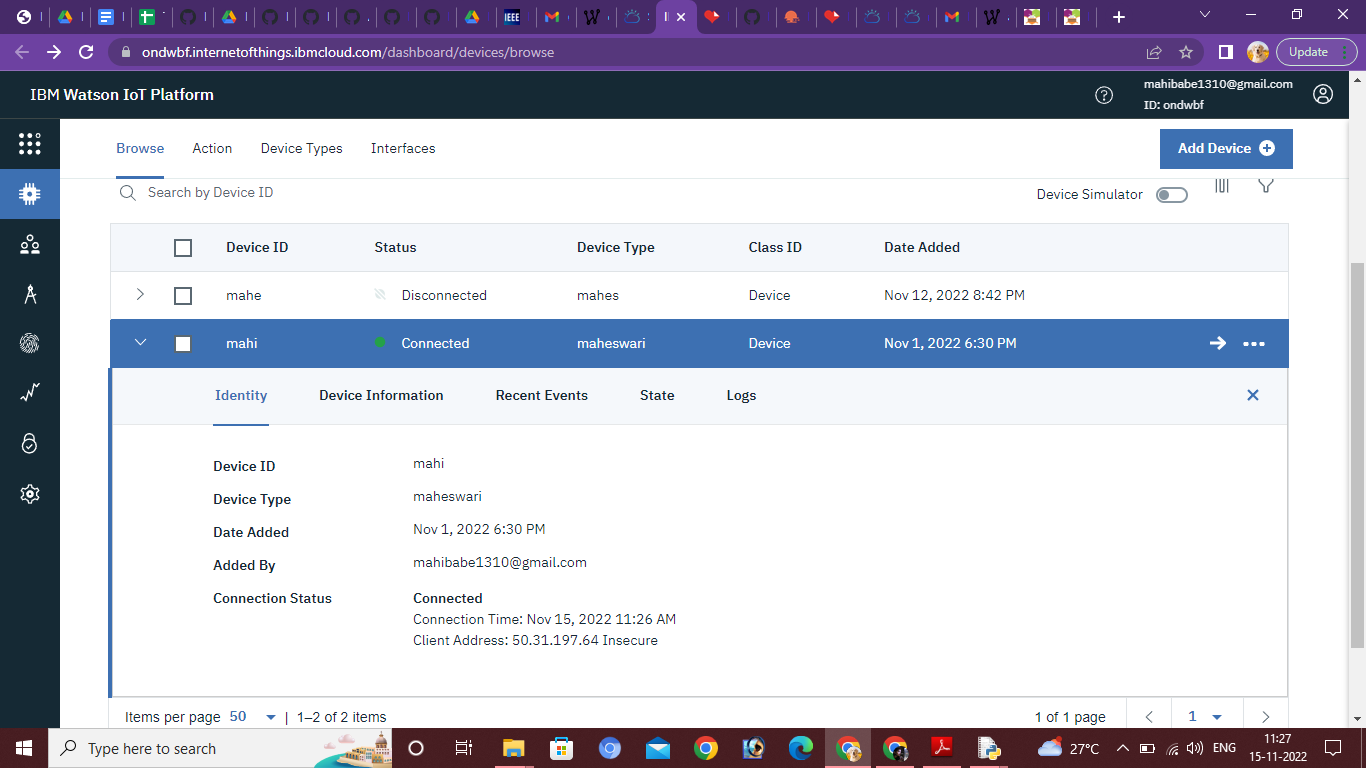 ondwbf.internetofthings.ibmcloud.com/dashboard/devices/browse
Update
IBM Watson IoT Platform
mahibabe1310@gmail.com
ID: ondwbf
Browse Action Device Types Interfaces
Add Device
Search by Device ID
Device Simulator
Device ID Status Device Type Class ID Date Added
mahe Disconnected mahes Device Nov 12, 2022 8:42 PM
mahi Connected maheswari Device Nov 1, 2022 6:30 PM
Identity Device Information Recent Events State Logs
Device ID mahi
Device Type maheswari
Date Added Nov 1, 2022 6:30 PM
Added By mahibabe1310@gmail.com
Connection Status Connected
Connection Time: Nov 15, 2022 11:26 AM
Client Address: 50.31.197.64 Insecure
Items per page 50 | 1–2 of 2 items 1 of 1 page 1
Type here to search
27°C
ENG
11:27
15-11-2022